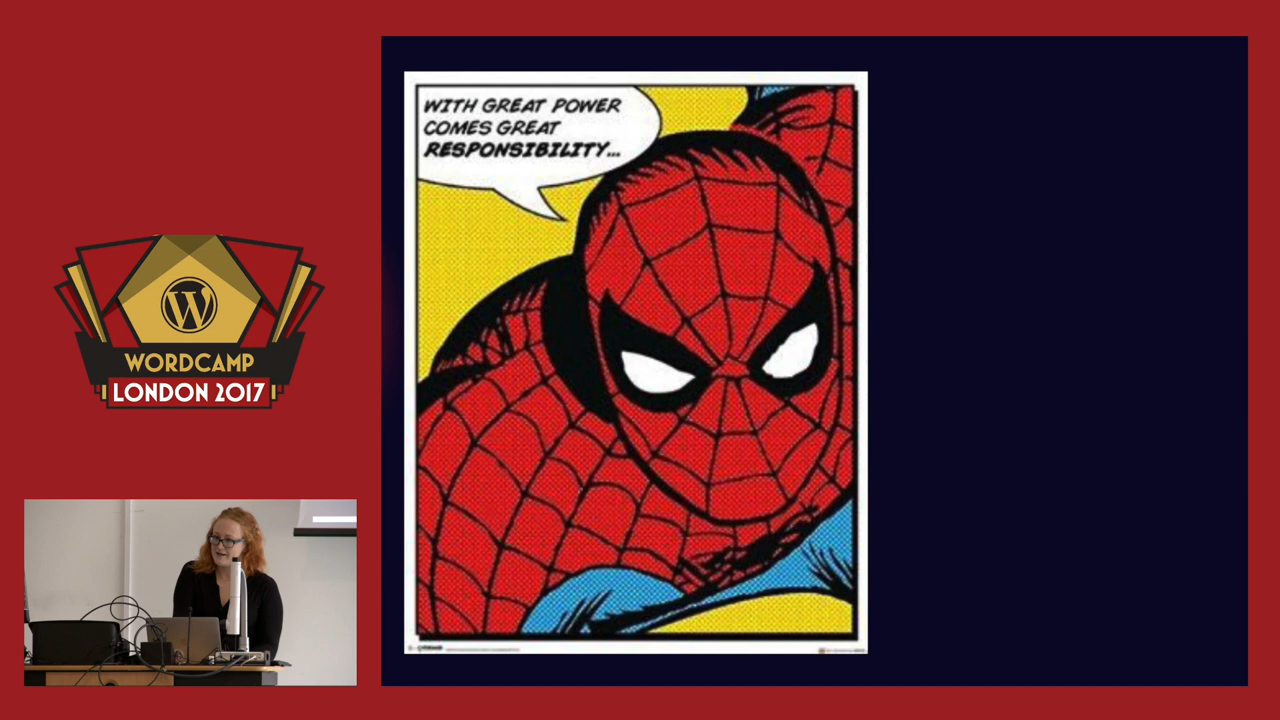 WITH GREAT POWER
COMES GREAT
RESPONSIBILITY...
WORDCAMP
LONDON 2017